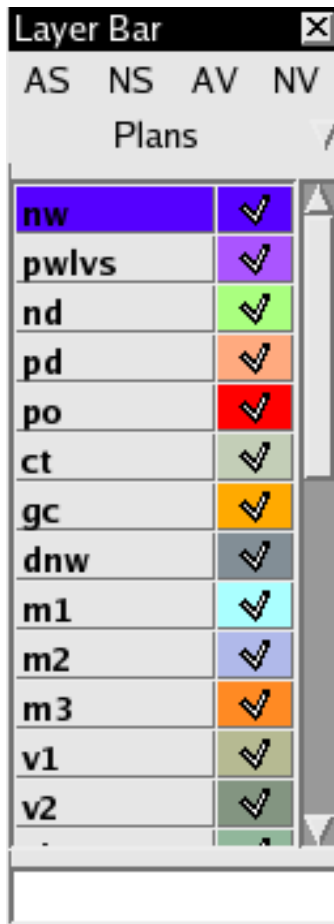 Layer Bar
AS NS AV NV
Plans
nw
pwlvs
nd
pd
po
ct
gc
dnw
m1
m2
m3
v1
v2